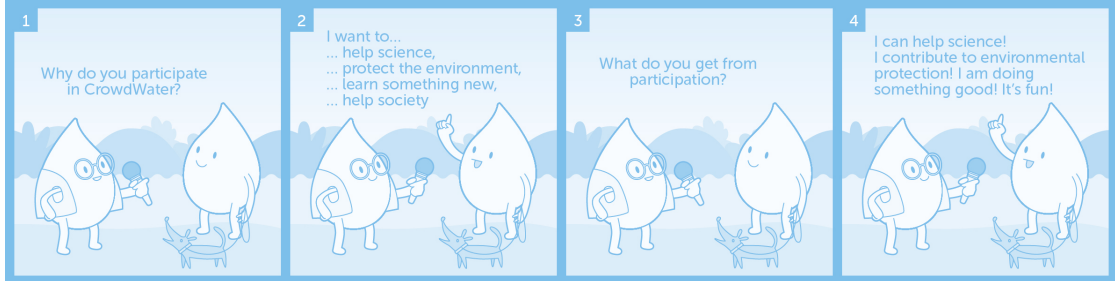 1
Why do you participate
in CrowdWater?
2
I want to...
... help science,
... protect the environment,
... learn something new,
... help society
3
What do you get from
participation?
4
I can help science!
I contribute to environmental
protection! I am doing
something good! It's fun!